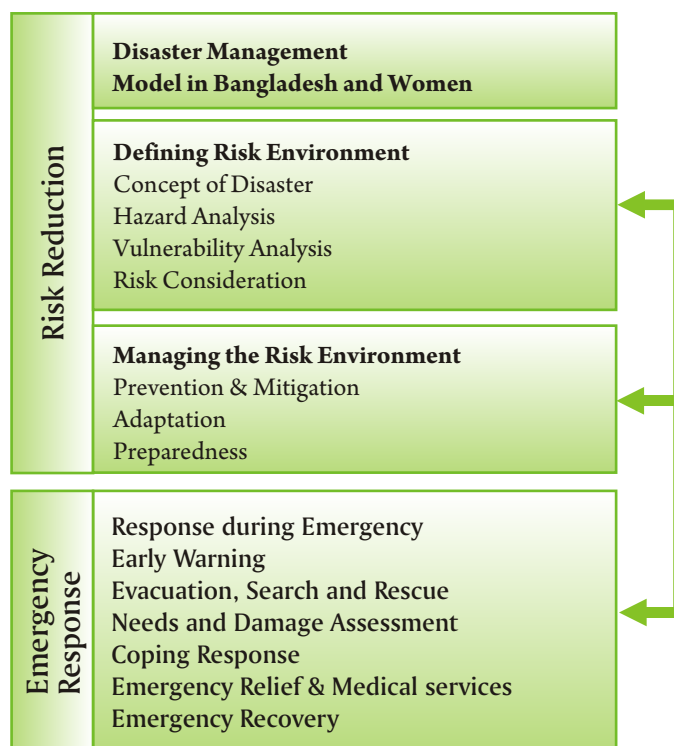 Risk Reduction
Disaster Management
Model in Bangladesh and Women
Defining Risk Environment
Concept of Disaster
Hazard Analysis
Vulnerability Analysis
Risk Consideration
Managing the Risk Environment
Prevention & Mitigation
Adaptation
Preparedness
Emergency
Response
Response during Emergency
Early Warning
Evacuation, Search and Rescue
Needs and Damage Assessment
Coping Response
Emergency Relief & Medical services
Emergency Recovery